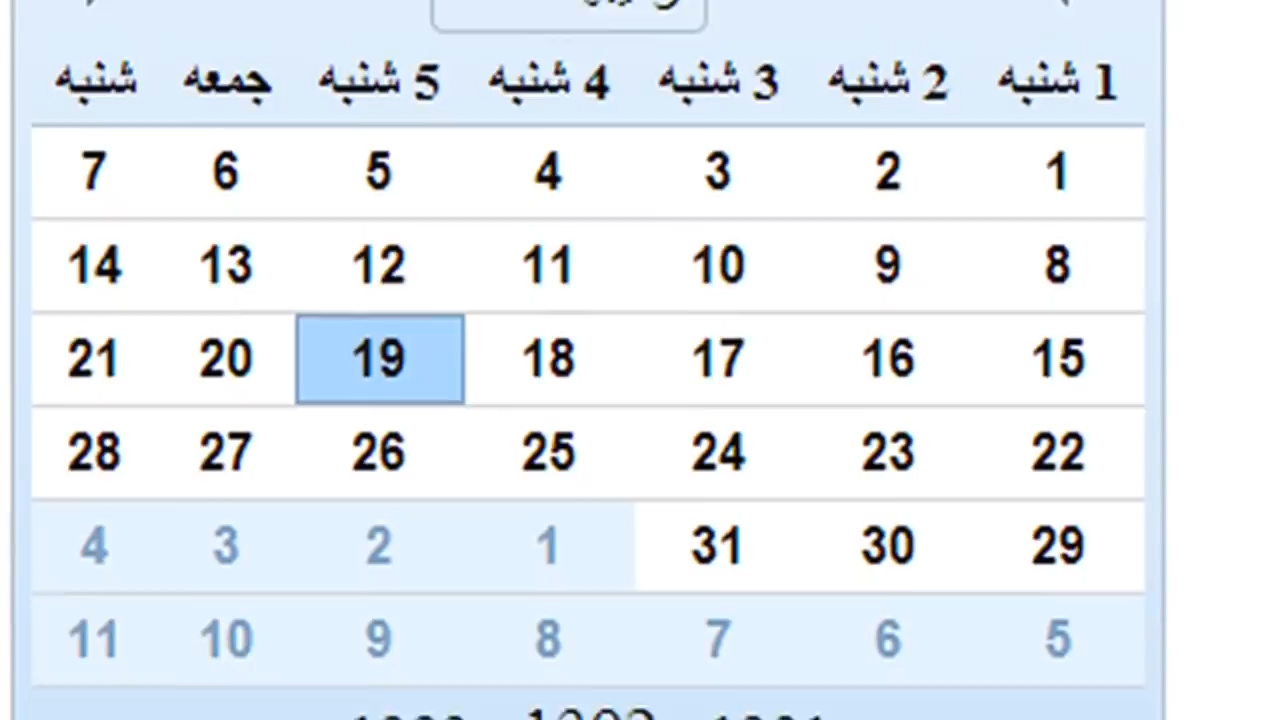 1 شنبه 2 شنبه 3 شنبه 4 شنبه 5 شنبه جمعه شنبه
1 2 3 4 5 6 7
8 9 10 11 12 13 14
15 16 17 18 19 20 21
22 23 24 25 26 27 28
29 30 31 1 2 3 4
5 6 7 8 9 10 11